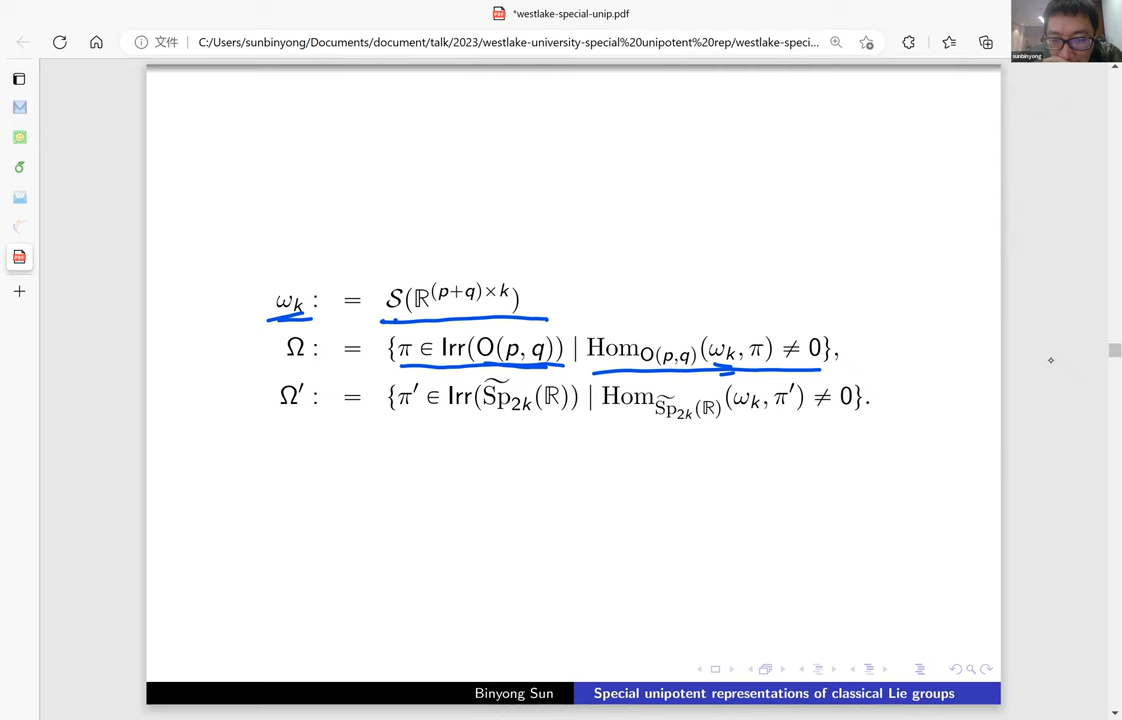 *westlake-special-unip.pdf
文件 C:/Users/sunbinyong/Documents/document/talk/2023/westlake-university-special%20unipotent%20rep/westlake-speci...
sunbinyong
ωₖ : = 𝒮(ℝ^{(p+q)×k})
Ω : = {π ∈ Irr(O(p, q)) | Hom_{O(p,q)}(ωₖ, π) ≠ 0},
Ω′ : = {π′ ∈ Irr(S̃p_{2k}(ℝ)) | Hom_{S̃p_{2k}(ℝ)}(ωₖ, π′) ≠ 0}.
Binyong Sun Special unipotent representations of classical Lie groups